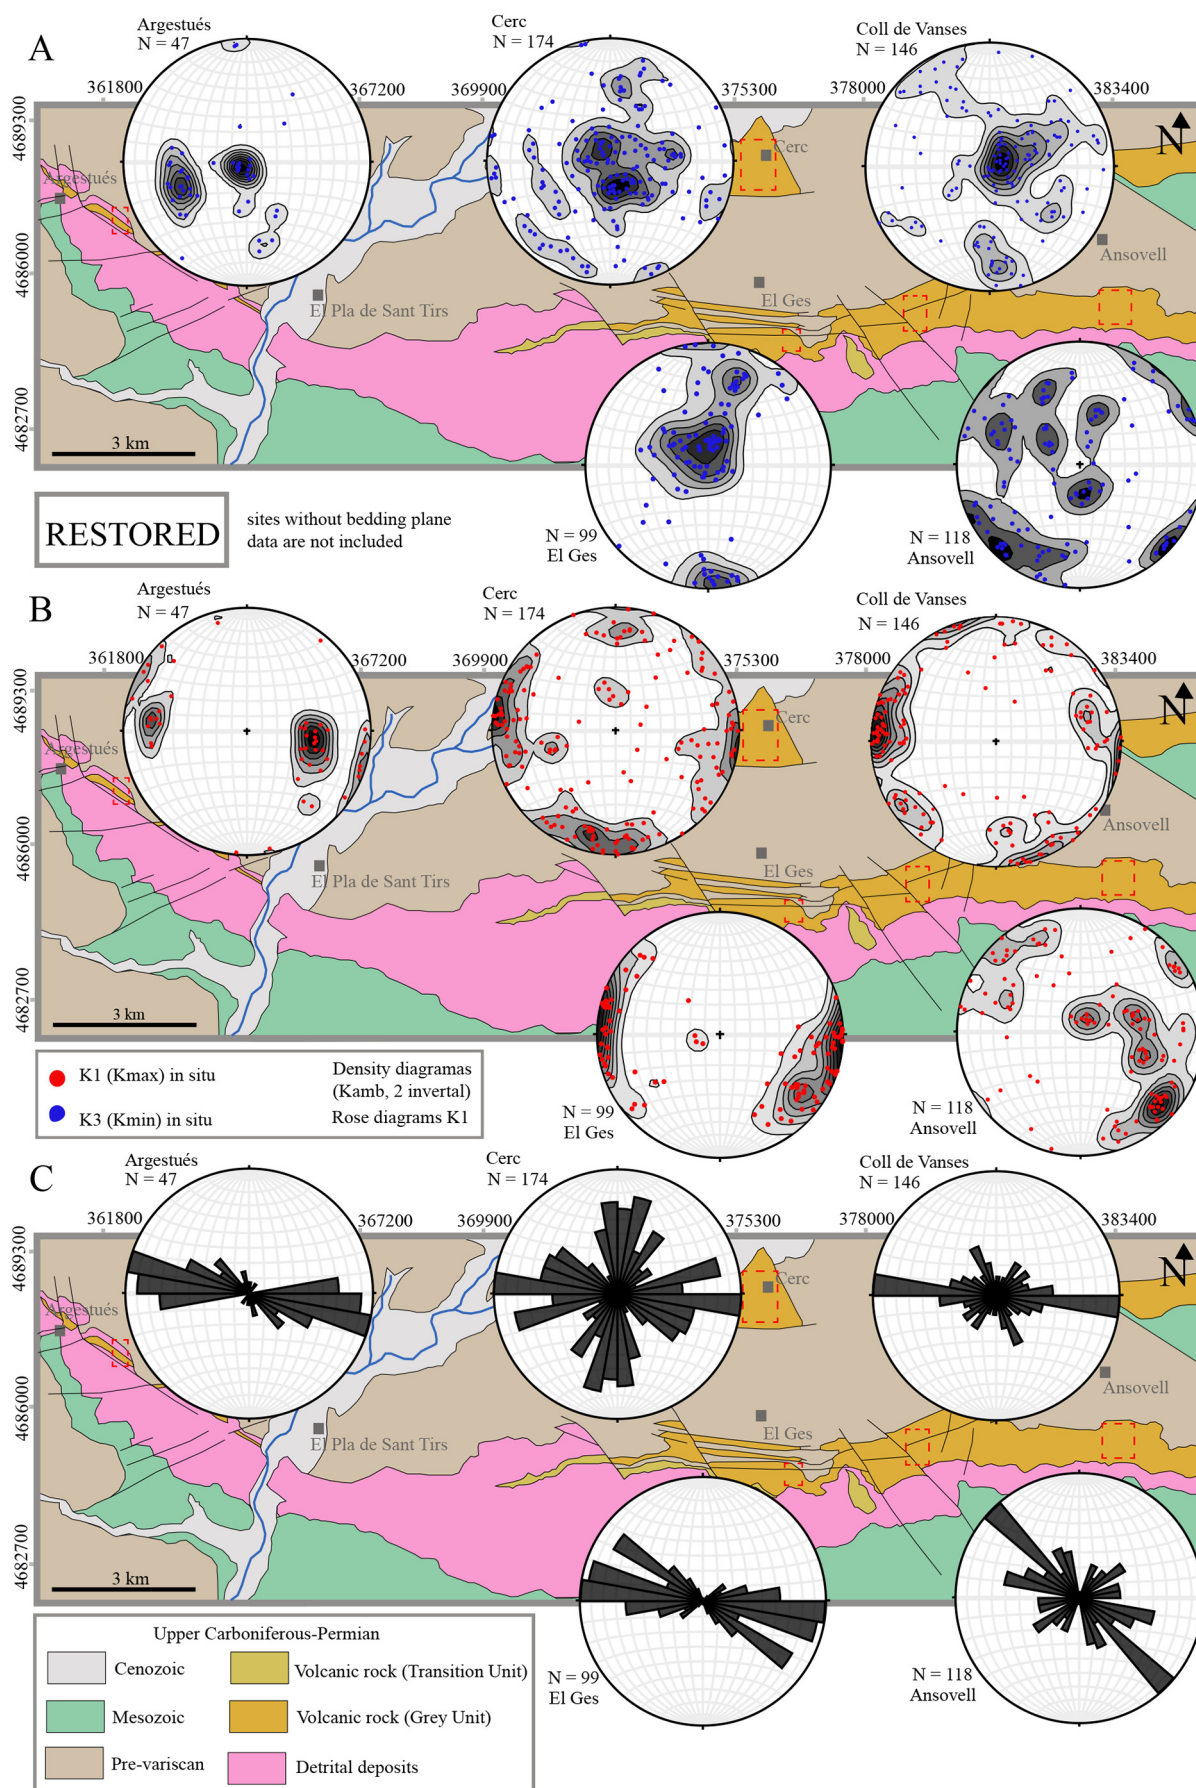 A
Argestués
N = 47
Cerc
N = 174
Coll de Vanses
N = 146
361800
367200
369900
375300
378000
383400
4689300
4686000
4682700
N
Argestués
Cerc
Ansovell
El Pla de Sant Tirs
El Ges
3 km
N = 99
El Ges
N = 118
Ansovell
RESTORED
sites without bedding plane
data are not included
B
Argestués
N = 47
Cerc
N = 174
Coll de Vanses
N = 146
361800
367200
369900
375300
378000
383400
4689300
4686000
4682700
N
Argestués
Cerc
Ansovell
El Pla de Sant Tirs
El Ges
3 km
N = 99
El Ges
N = 118
Ansovell
K1 (Kmax) in situ
K3 (Kmin) in situ
Density diagramas
(Kamb, 2 invertal)
Rose diagrams K1
C
Argestués
N = 47
Cerc
N = 174
Coll de Vanses
N = 146
361800
367200
369900
375300
378000
383400
4689300
4686000
4682700
N
Argestués
Cerc
Ansovell
El Pla de Sant Tirs
El Ges
3 km
N = 99
El Ges
N = 118
Ansovell
Upper Carboniferous-Permian
Cenozoic
Volcanic rock (Transition Unit)
Mesozoic
Volcanic rock (Grey Unit)
Pre-variscan
Detrital deposits